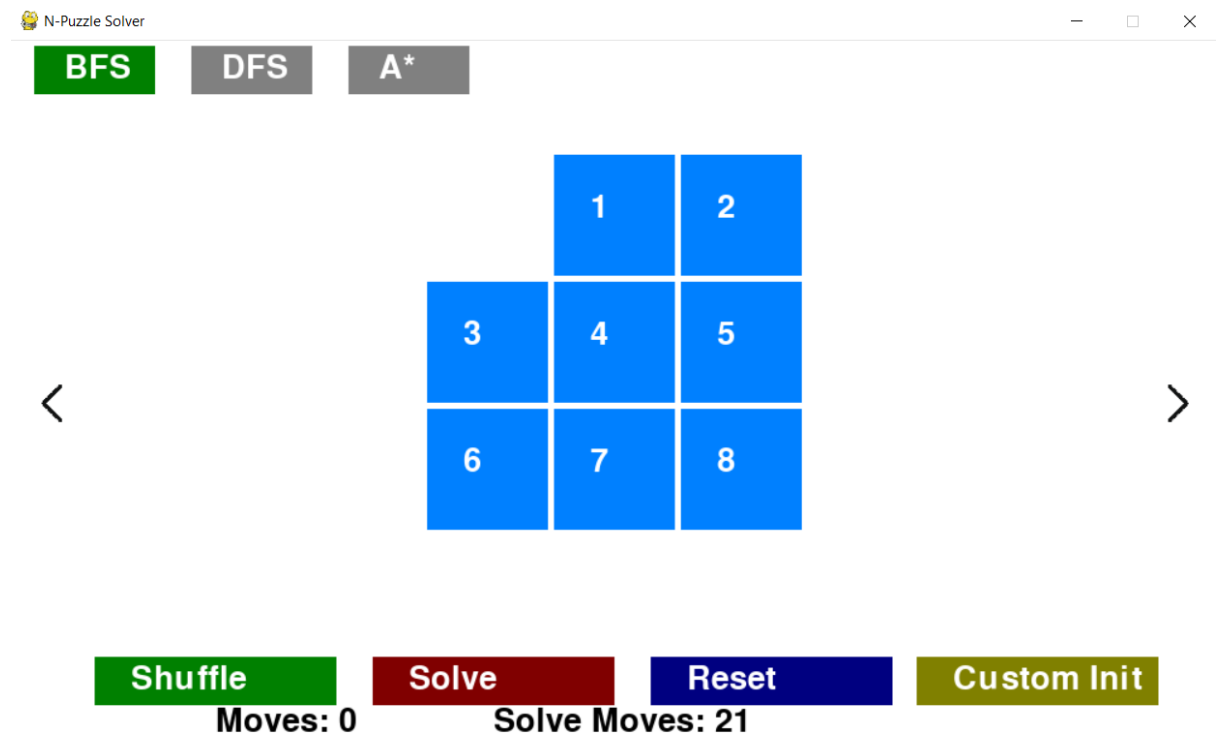 N-Puzzle Solver
BFS DFS A*
1 2
3 4 5
6 7 8
Shuffle Solve Reset Custom Init
Moves: 0 Solve Moves: 21